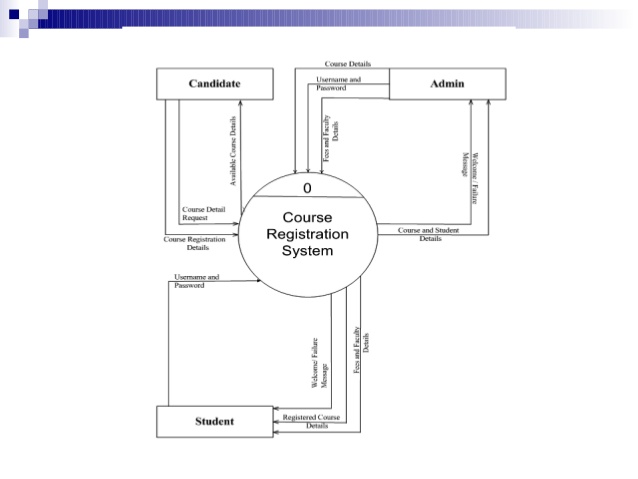 Course Details
Candidate
Username and
Password
Admin
Fees and Faculty
Details
Available Course Details
Welcome / Failure
Message
0
Course
Registration
System
Course Detail
Request
Course Registration
Details
Course and Student
Details
Username and
Password
Welcome/ Failure
Message
Fees and Faculty
Details
Student
Registered Course
Details